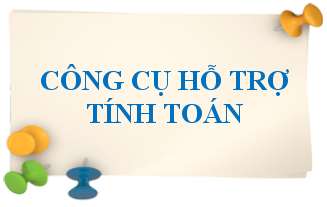 CÔNG CỤ HỖ TRỢ
TÍNH TOÁN